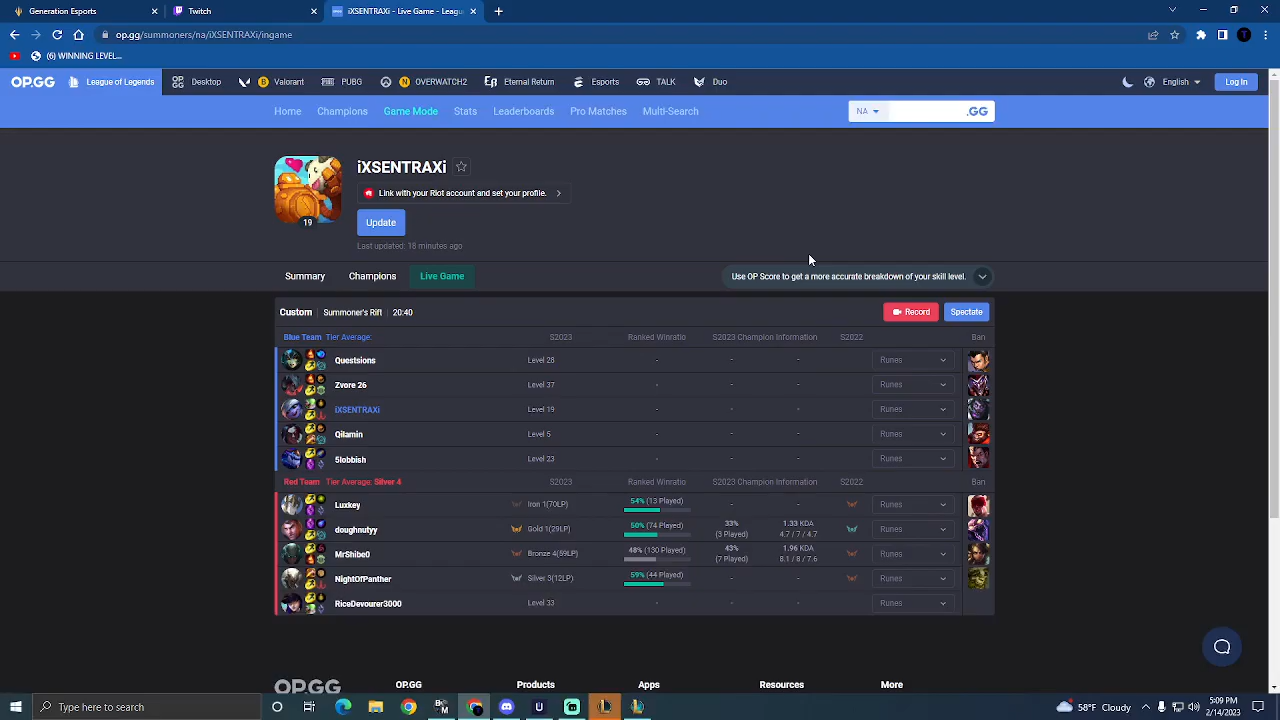 Generation Esports
Twitch
iXSENTRAXi - Live Game - Leagu
op.gg/summoners/na/iXSENTRAXi/ingame
(6) WINNING LEVEL...
OP.GG League of Legends Desktop Valorant PUBG OVERWATCH2 Eternal Return Esports TALK Duo English Log In
Home Champions Game Mode Stats Leaderboards Pro Matches Multi-Search NA .GG
iXSENTRAXi
19
Link with your Riot account and set your profile.
Update
Last updated: 18 minutes ago
Summary Champions Live Game Use OP Score to get a more accurate breakdown of your skill level.
Custom Summoner's Rift 20:40 Record Spectate
Blue Team Tier Average: S2023 Ranked Winratio S2023 Champion Information S2022 Ban
Questsions Level 28 - - - Runes
Zvore 26 Level 37 - - - Runes
iXSENTRAXi Level 19 - - - Runes
Qilamin Level 5 - - - Runes
5lobbish Level 23 - - - Runes
Red Team Tier Average: Silver 4 S2023 Ranked Winratio S2023 Champion Information S2022 Ban
Luxkey Iron 1(70LP) 54% (13 Played) - - Runes
doughnutyy Gold 1(29LP) 50% (74 Played) 33% (3 Played) 1.33 KDA 4.7 / 7 / 4.7 Runes
MrShibe0 Bronze 4(59LP) 48% (130 Played) 43% (7 Played) 1.96 KDA 8.1 / 8 / 7.6 Runes
NightOfPanther Silver 3(12LP) 59% (44 Played) - - Runes
RiceDevourer3000 Level 33 - - - Runes
OP.GG OP.GG Products Apps Resources More
Type here to search
58°F Cloudy
5:09 PM
2/14/2023